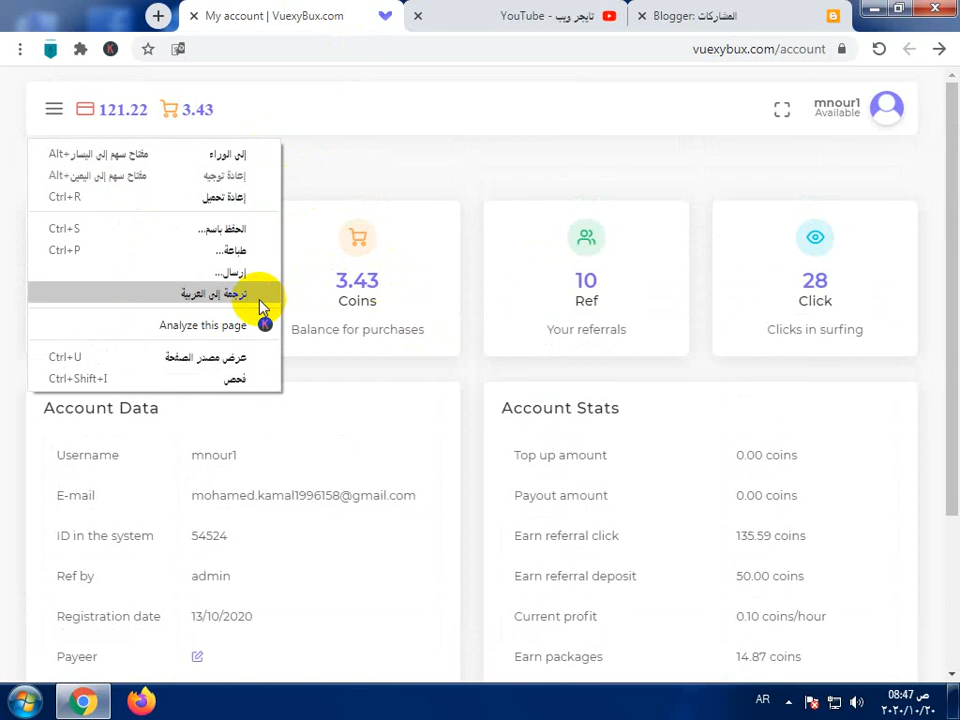 My account | VuexyBux.com
تايجر ويب - YouTube
Blogger: المشاركات
vuexybux.com/account
121.22
3.43
mnour1
Available
إلى الوراء
Alt+مفتاح سهم إلى اليسار
إعادة توجيه
Alt+مفتاح سهم إلى اليمين
إعادة تحميل
Ctrl+R
الحفظ باسم...
Ctrl+S
طباعة...
Ctrl+P
إرسال...
ترجمة إلى العربية
Analyze this page
K
عرض مصدر الصفحة
Ctrl+U
فحص
Ctrl+Shift+I
3.43
Coins
Balance for purchases
10
Ref
Your referrals
28
Click
Clicks in surfing
Account Data
Username mnour1
E-mail mohamed.kamal1996158@gmail.com
ID in the system 54524
Ref by admin
Registration date 13/10/2020
Payeer
Account Stats
Top up amount 0.00 coins
Payout amount 0.00 coins
Earn referral click 135.59 coins
Earn referral deposit 50.00 coins
Current profit 0.10 coins/hour
Earn packages 14.87 coins
AR
08:47 ص
٢٠٢٠/١٠/٢٠